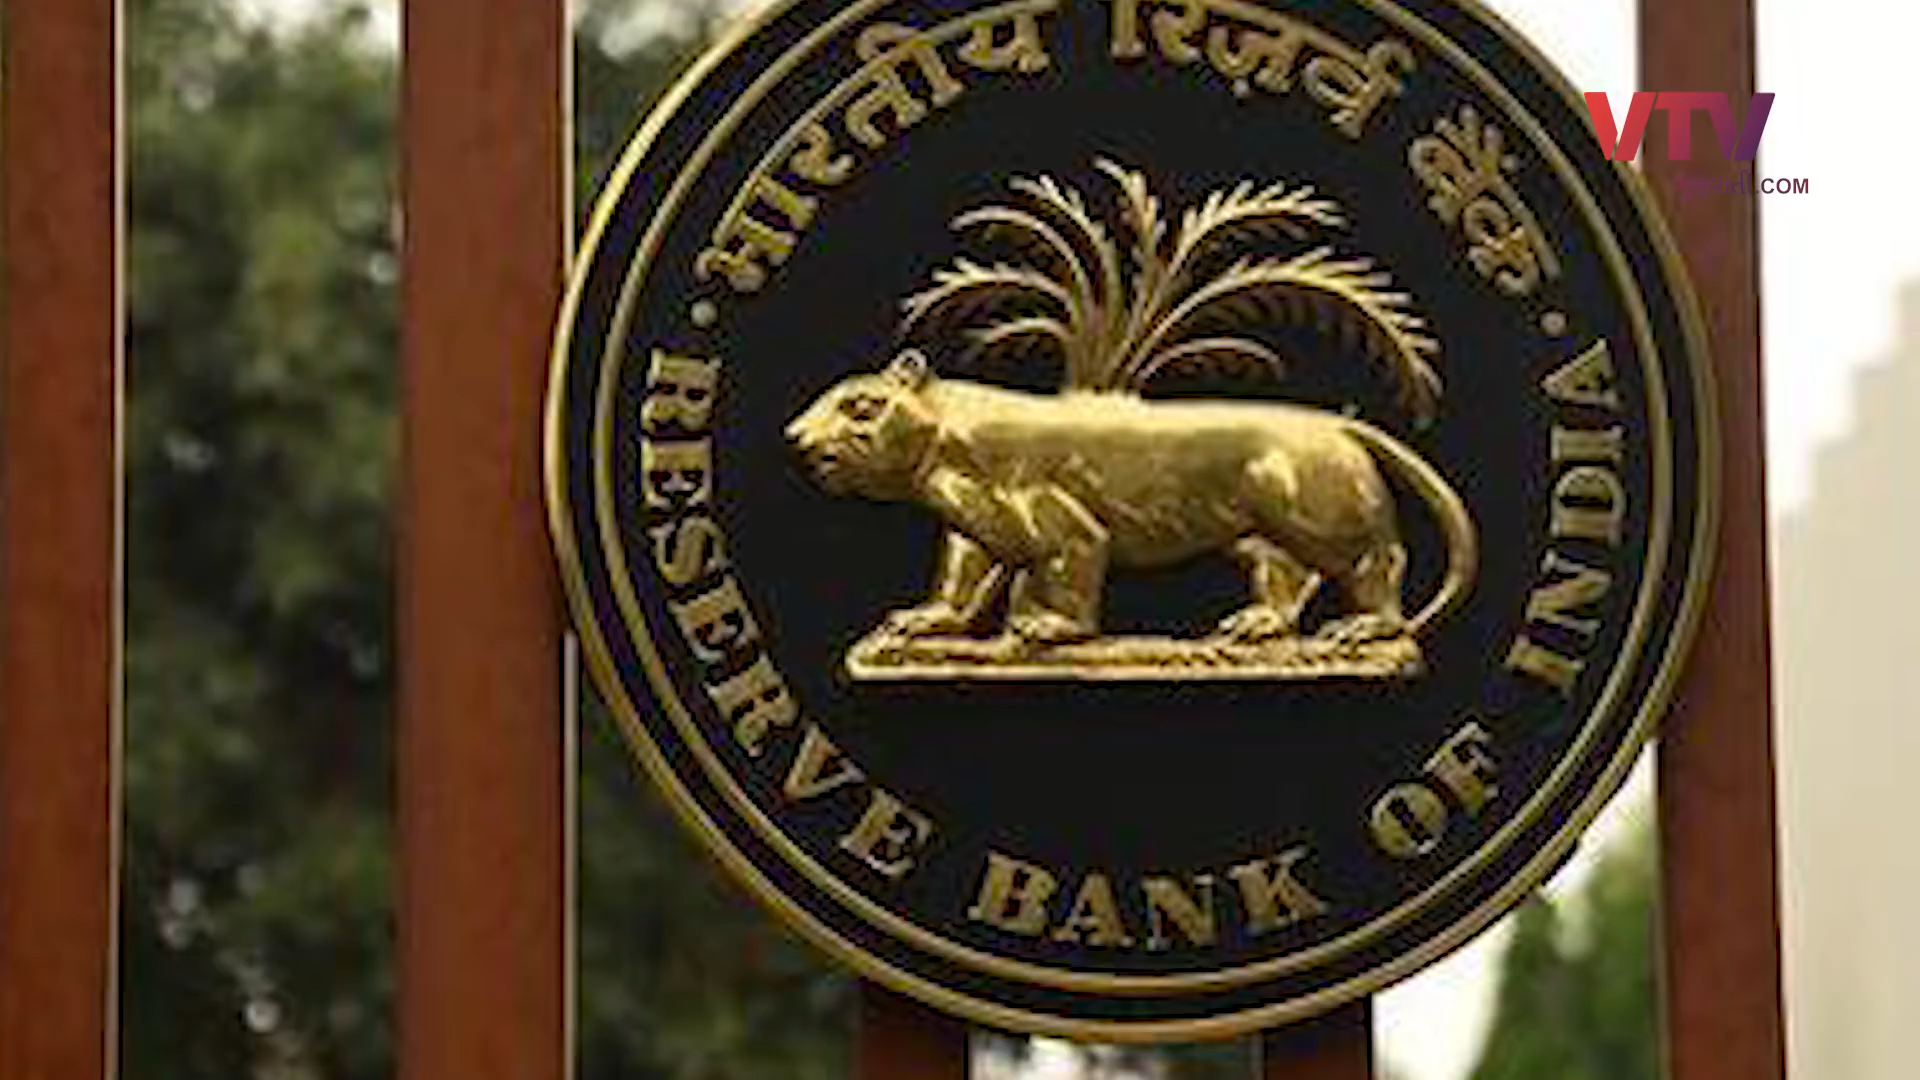 भारतीय रिज़र्व बैंक
RESERVE BANK OF INDIA
VTV
.COM